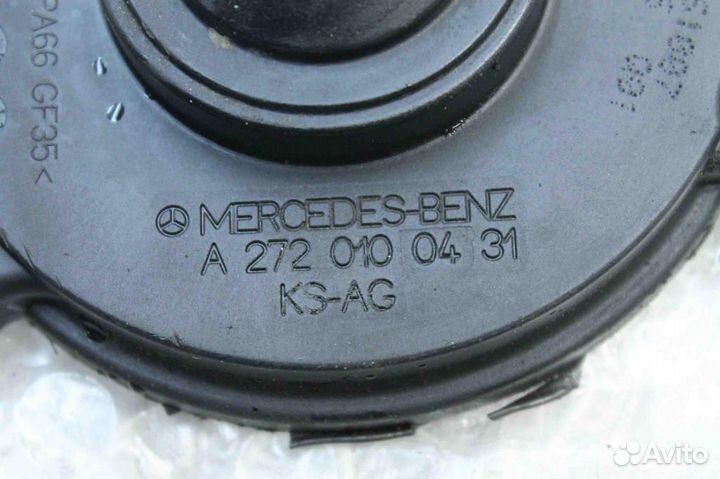 PA66 GF35<
MERCEDES-BENZ
A 272 010 04 31
KS-AG
Avito